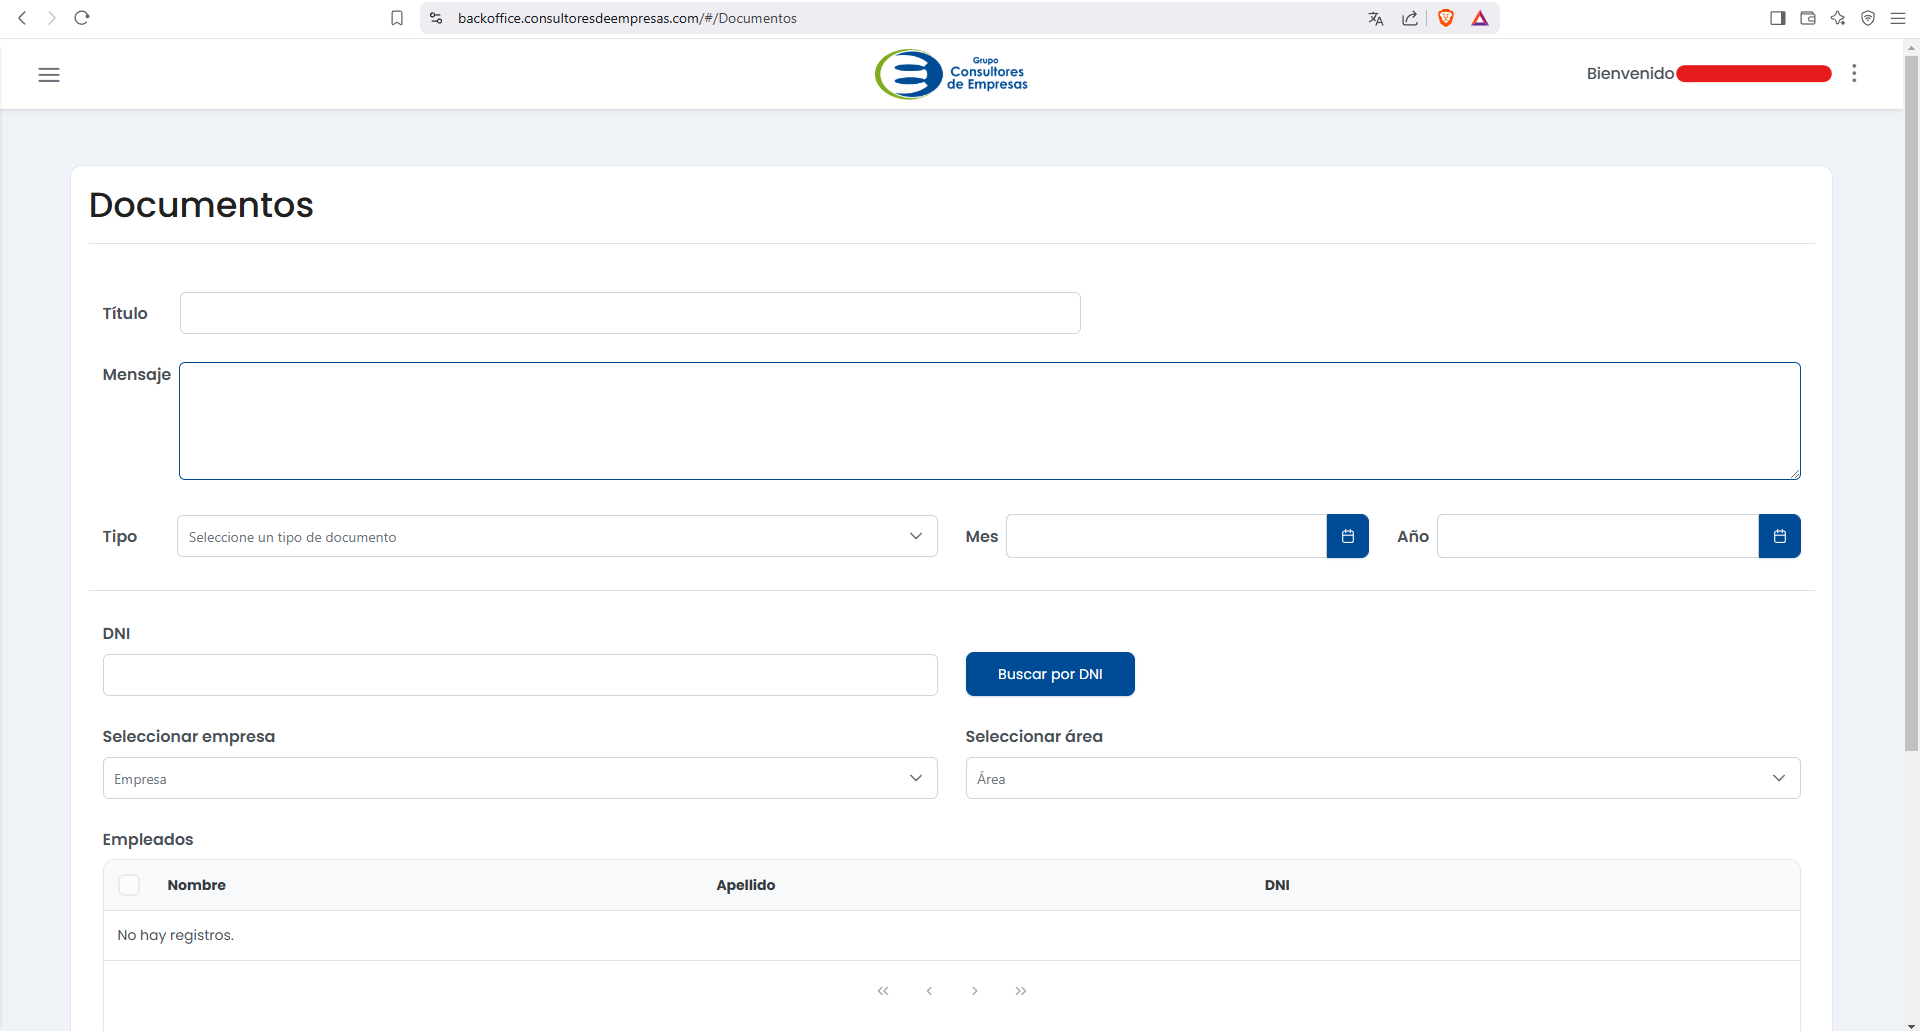 backoffice.consultoresdeempresas.com/#/Documentos
Grupo
Consultores
de Empresas
Bienvenido
Documentos
Título
Mensaje
Tipo
Seleccione un tipo de documento
Mes
Año
DNI
Buscar por DNI
Seleccionar empresa
Seleccionar área
Empresa
Área
Empleados
Nombre Apellido DNI
No hay registros.